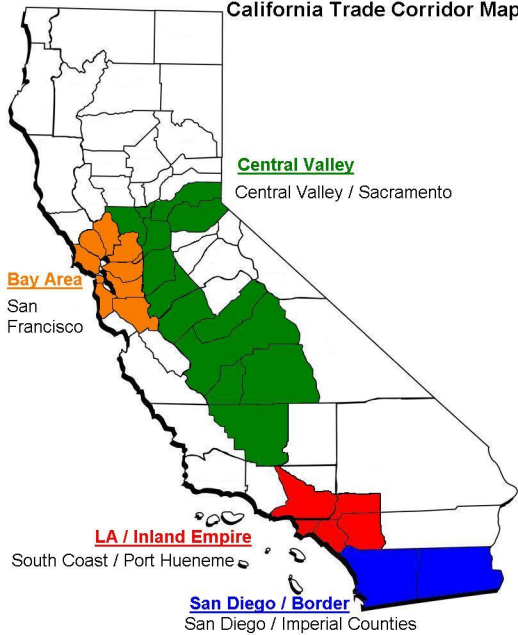 California Trade Corridor Map
Central Valley
Central Valley / Sacramento
Bay Area
San
Francisco
LA / Inland Empire
South Coast / Port Hueneme
San Diego / Border
San Diego / Imperial Counties